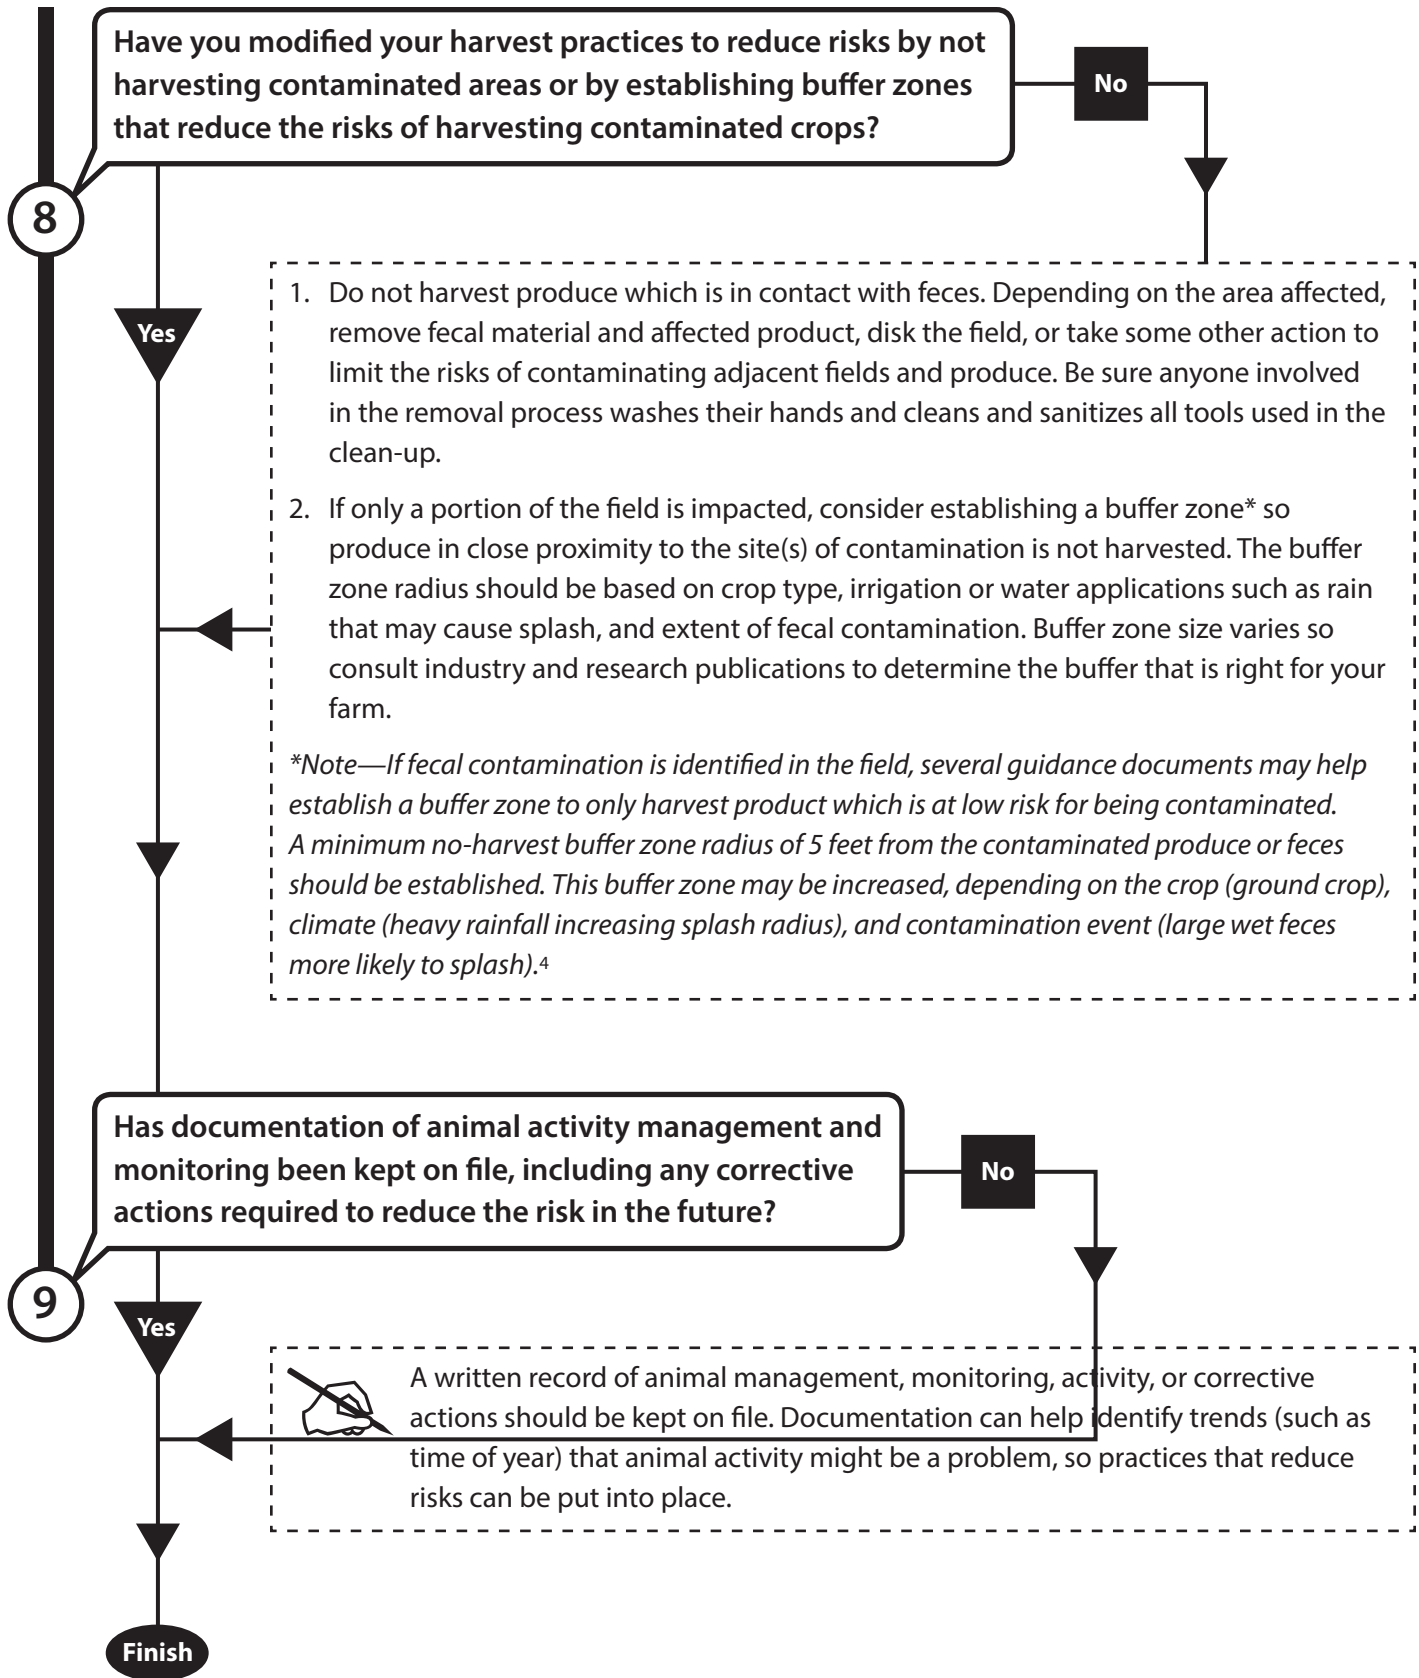 Have you modified your harvest practices to reduce risks by not
harvesting contaminated areas or by establishing buffer zones
that reduce the risks of harvesting contaminated crops?
No
8
Yes
1. Do not harvest produce which is in contact with feces. Depending on the area affected,
remove fecal material and affected product, disk the field, or take some other action to
limit the risks of contaminating adjacent fields and produce. Be sure anyone involved
in the removal process washes their hands and cleans and sanitizes all tools used in the
clean-up.
2. If only a portion of the field is impacted, consider establishing a buffer zone* so
produce in close proximity to the site(s) of contamination is not harvested. The buffer
zone radius should be based on crop type, irrigation or water applications such as rain
that may cause splash, and extent of fecal contamination. Buffer zone size varies so
consult industry and research publications to determine the buffer that is right for your
farm.
*Note—If fecal contamination is identified in the field, several guidance documents may help
establish a buffer zone to only harvest product which is at low risk for being contaminated.
A minimum no-harvest buffer zone radius of 5 feet from the contaminated produce or feces
should be established. This buffer zone may be increased, depending on the crop (ground crop),
climate (heavy rainfall increasing splash radius), and contamination event (large wet feces
more likely to splash).4
Has documentation of animal activity management and
monitoring been kept on file, including any corrective
actions required to reduce the risk in the future?
No
9
Yes
A written record of animal management, monitoring, activity, or corrective
actions should be kept on file. Documentation can help identify trends (such as
time of year) that animal activity might be a problem, so practices that reduce
risks can be put into place.
Finish